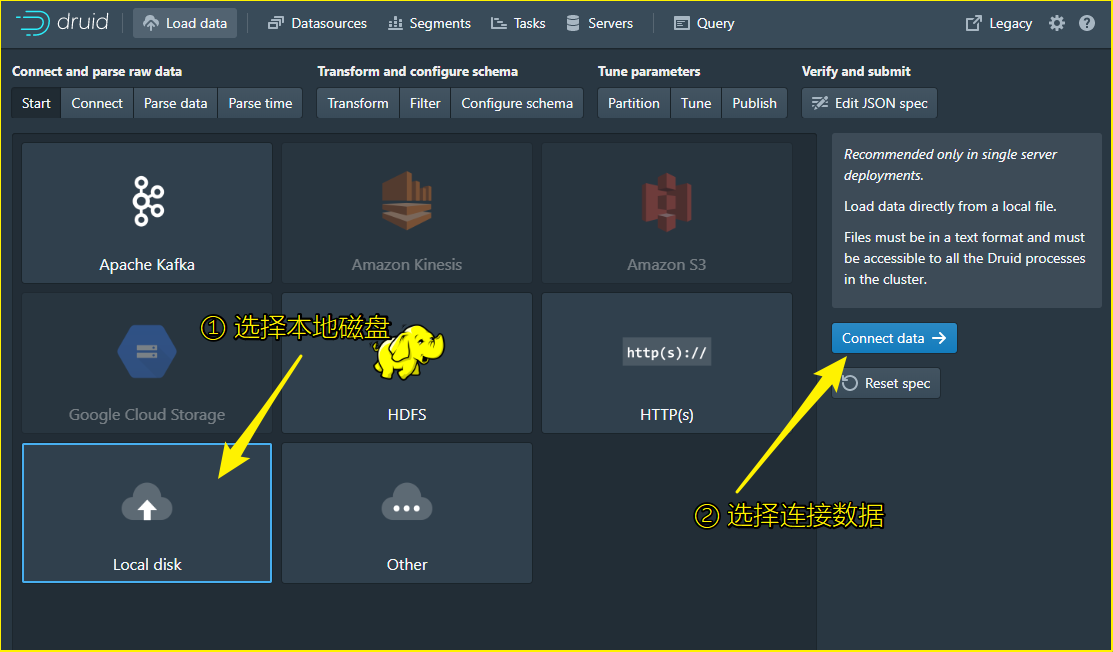 druid
Load data
Datasources
Segments
Tasks
Servers
Query
Legacy
Connect and parse raw data
Transform and configure schema
Tune parameters
Verify and submit
Start
Connect
Parse data
Parse time
Transform
Filter
Configure schema
Partition
Tune
Publish
Edit JSON spec
Apache Kafka
Amazon Kinesis
Amazon S3
Google Cloud Storage
① 选择本地磁盘
HDFS
http(s)://
HTTP(s)
Local disk
Other
Recommended only in single server
deployments.
Load data directly from a local file.
Files must be in a text format and must
be accessible to all the Druid processes
in the cluster.
Connect data
Reset spec
② 选择连接数据